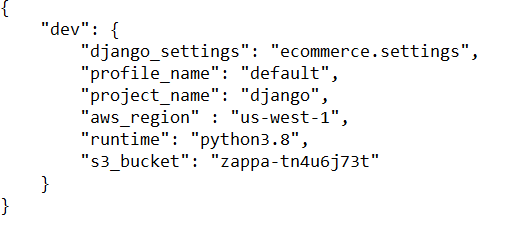 {
    "dev": {
        "django_settings": "ecommerce.settings",
        "profile_name": "default",
        "project_name": "django",
        "aws_region" : "us-west-1",
        "runtime": "python3.8",
        "s3_bucket": "zappa-tn4u6j73t"
    }
}